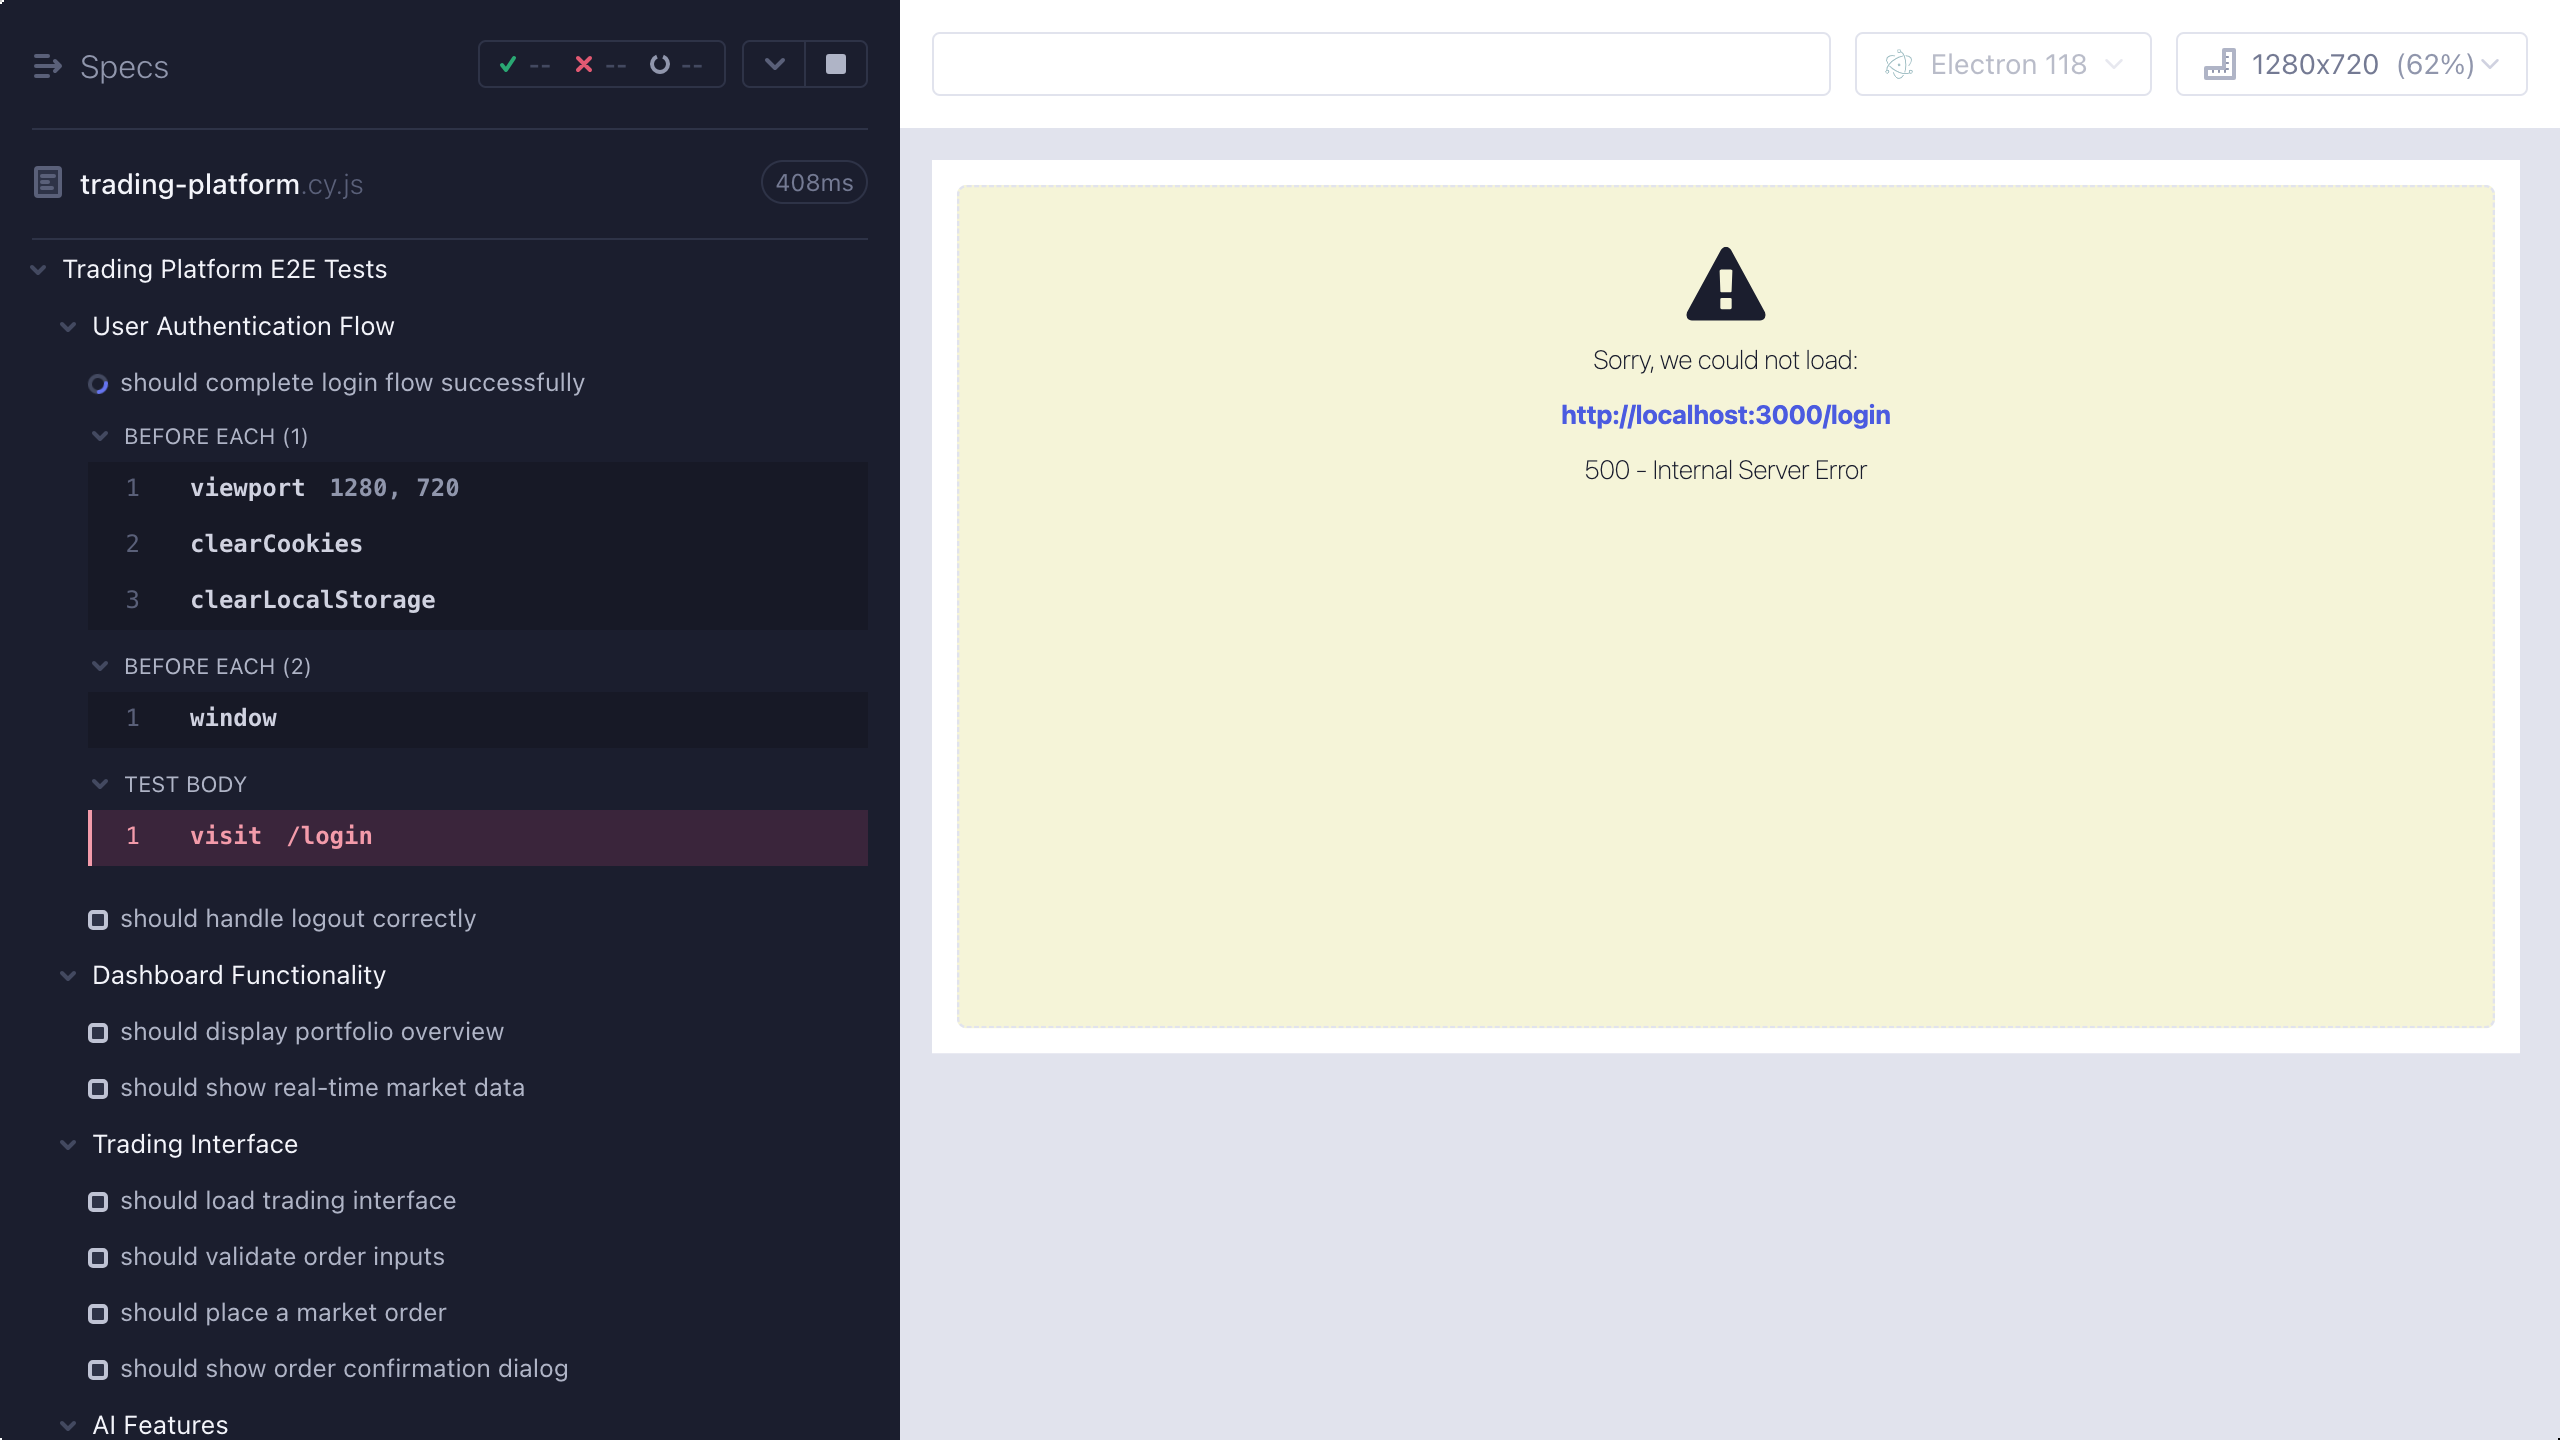 Specs
-- -- --
trading-platform.cy.js
408ms
Trading Platform E2E Tests
User Authentication Flow
should complete login flow successfully
BEFORE EACH (1)
1 viewport 1280, 720
2 clearCookies
3 clearLocalStorage
BEFORE EACH (2)
1 window
TEST BODY
1 visit /login
should handle logout correctly
Dashboard Functionality
should display portfolio overview
should show real-time market data
Trading Interface
should load trading interface
should validate order inputs
should place a market order
should show order confirmation dialog
AI Features
Electron 118
1280x720 (62%)
Sorry, we could not load:
http://localhost:3000/login
500 - Internal Server Error